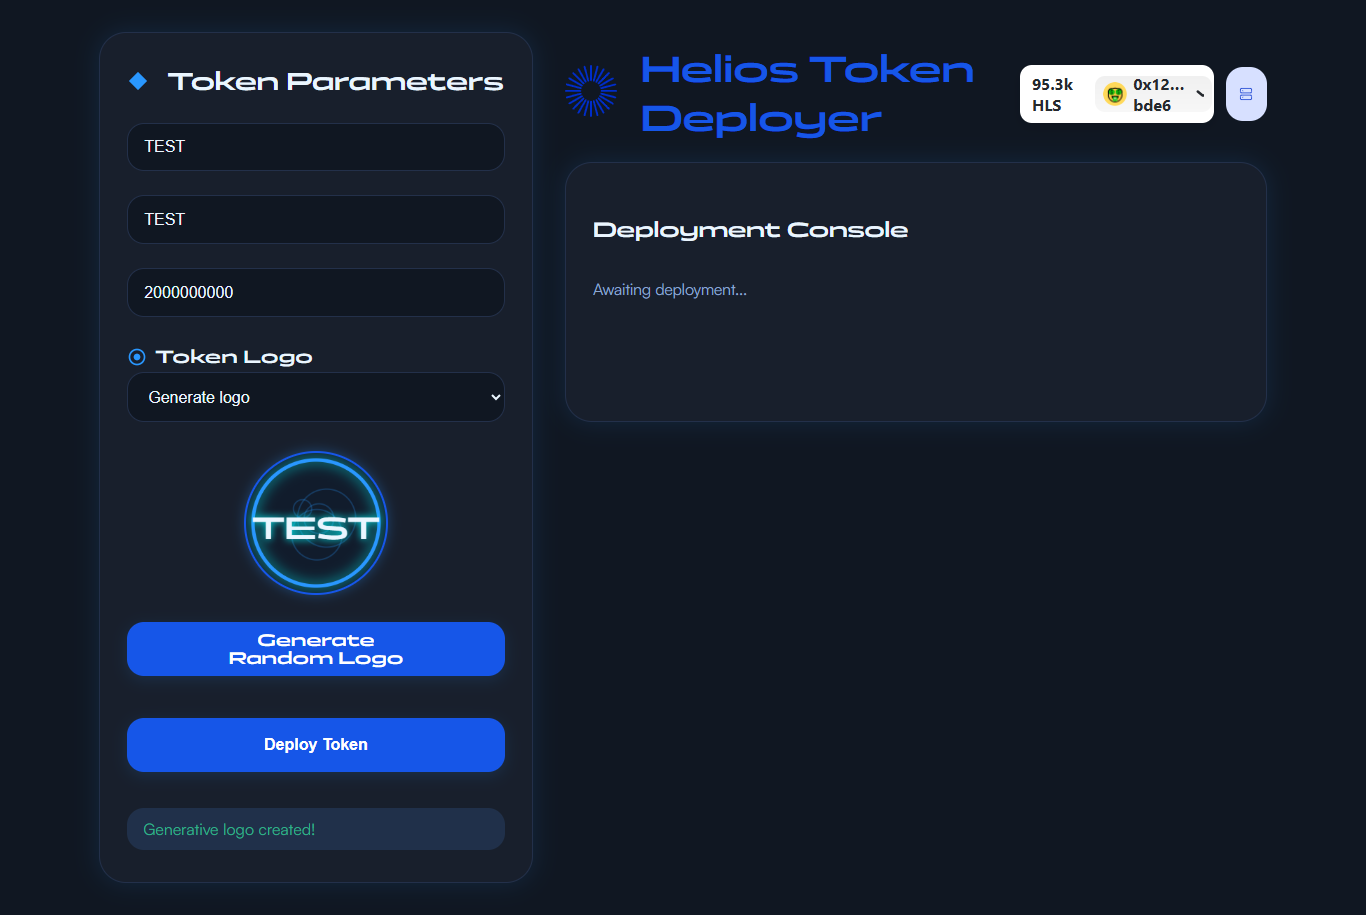 Token Parameters
TEST
TEST
2000000000
Token Logo
Generate logo
TEST
Generate
Random Logo
Deploy Token
Generative logo created!
Helios Token
Deployer
95.3k
HLS
0x12...
bde6
Deployment Console
Awaiting deployment...